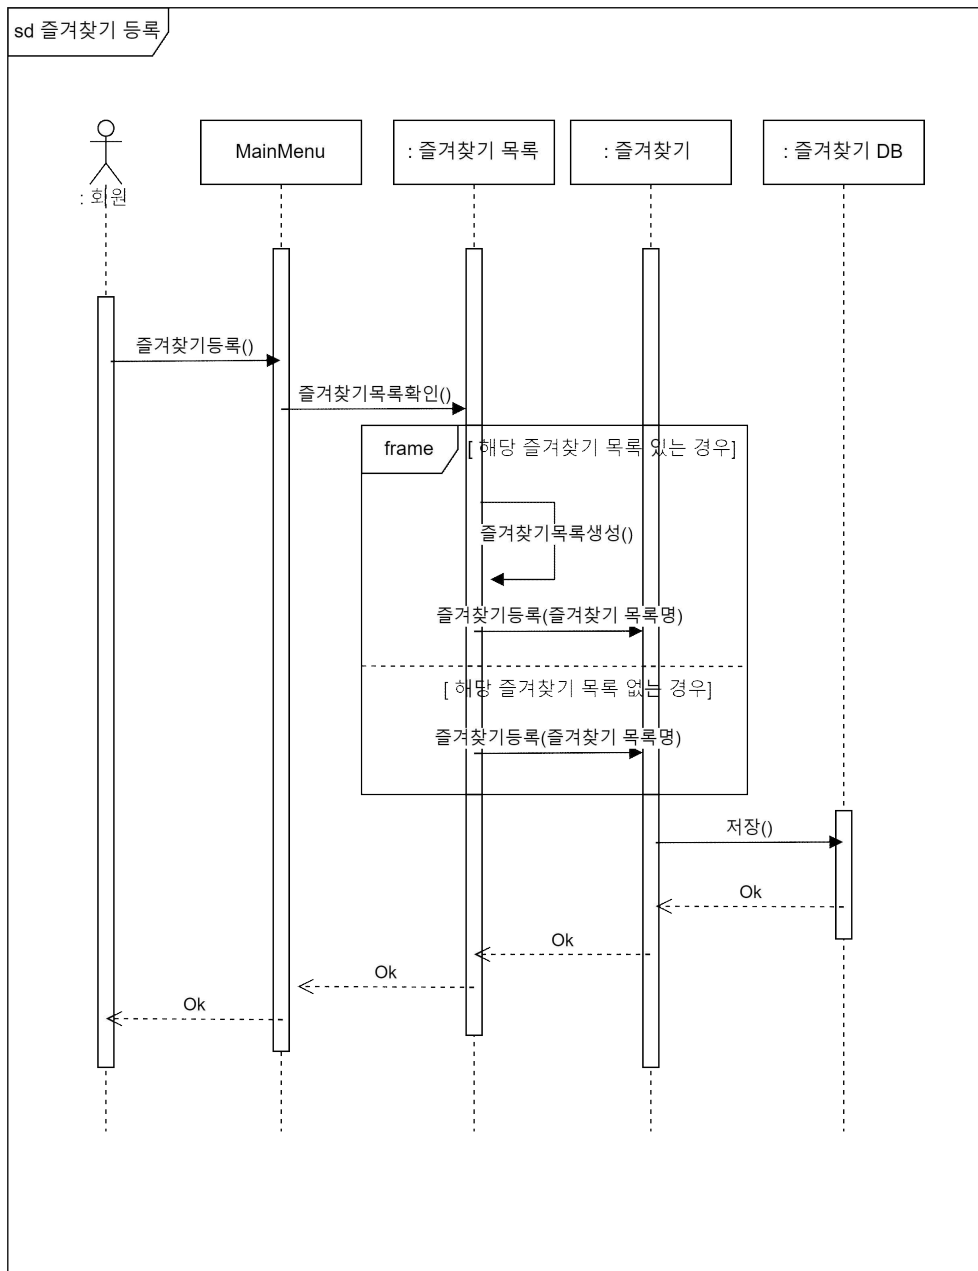 sd 즐겨찾기 등록
: 회원
MainMenu
: 즐겨찾기 목록
: 즐겨찾기
: 즐겨찾기 DB
즐겨찾기등록()
즐겨찾기목록확인()
frame
[ 해당 즐겨찾기 목록 있는 경우]
즐겨찾기목록생성()
즐겨찾기등록(즐겨찾기 목록명)
[ 해당 즐겨찾기 목록 없는 경우]
즐겨찾기등록(즐겨찾기 목록명)
저장()
Ok
Ok
Ok
Ok